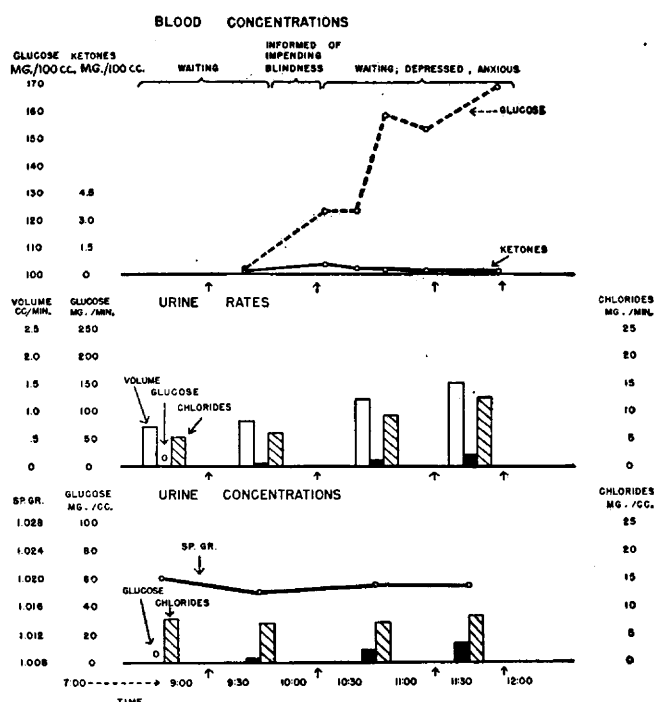 BLOOD CONCENTRATIONS
GLUCOSE KETONES
MG./100 CC. MG./100 CC.
WAITING
INFORMED OF
IMPENDING
BLINDNESS
WAITING; DEPRESSED, ANXIOUS
170
160
150
140
130 4.5
120 3.0
110 1.5
100 0
GLUCOSE
KETONES
VOLUME GLUCOSE URINE RATES CHLORIDES
CC/MIN. MG./MIN. MG./MIN.
2.5 250 25
2.0 200 20
1.5 150 15
1.0 100 10
.5 50 5
0 0 0
VOLUME
GLUCOSE
CHLORIDES
SP. GR. GLUCOSE URINE CONCENTRATIONS CHLORIDES
MG./CC. MG./CC.
1.028 100 25
1.024 80 20
1.020 60 15
1.016 40 10
1.012 20 5
1.008 0 0
SP. GR.
GLUCOSE
CHLORIDES
7:00 9:00 9:30 10:00 10:30 11:00 11:30 12:00
TIME